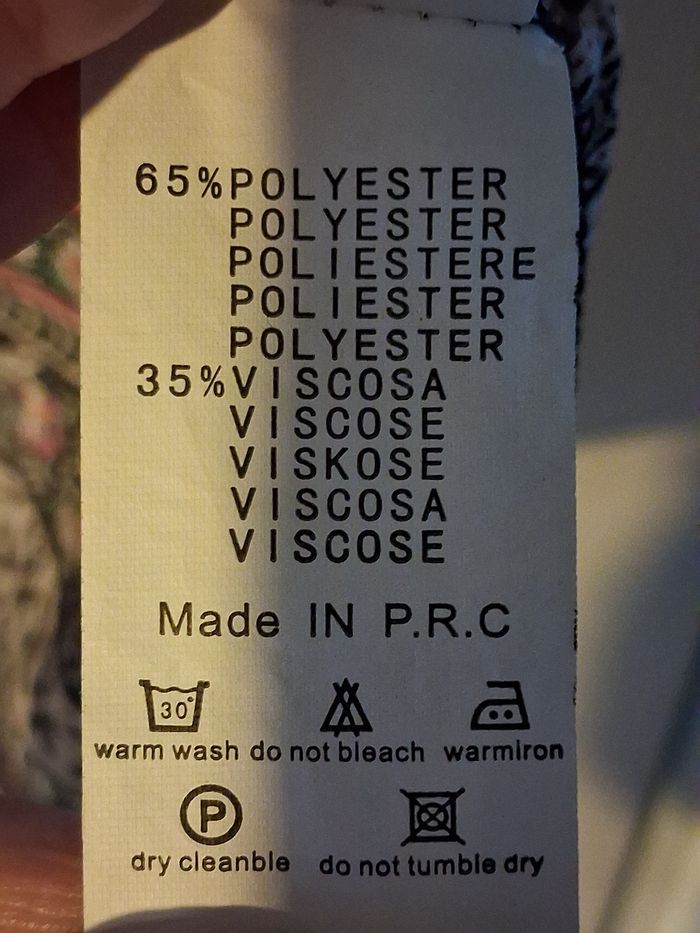 65%POLYESTER
POLYESTER
POLIESTERE
POLIESTER
POLYESTER
35%VISCOSA
VISCOSE
VISKOSE
VISCOSA
VISCOSE
Made IN P.R.C
30°
warm wash do not bleach warmiron
P
dry cleanble do not tumble dry